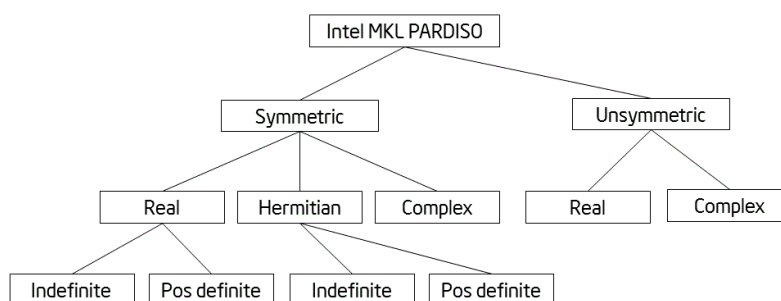 Intel MKL PARDISO
Symmetric
Unsymmetric
Real
Hermitian
Complex
Real
Complex
Indefinite
Pos definite
Indefinite
Pos definite